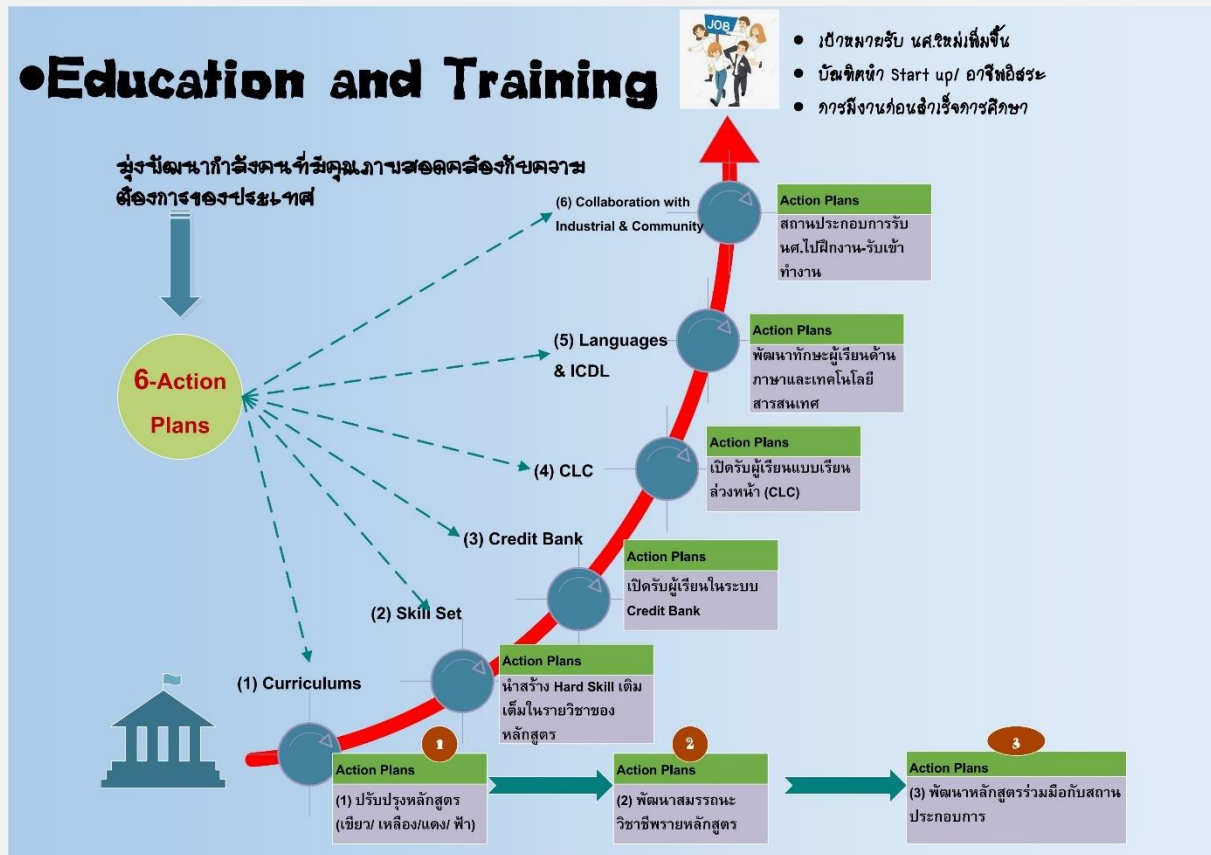 •Education and Training
JOB
• เป้าหมายรับ นศ.ใหม่เพิ่มขึ้น
• บัณฑิตทำ Start up/ อาชีพอิสระ
• การมีงานก่อนสำเร็จการศึกษา
มุ่งพัฒนากำลังคนที่มีคุณภาพสอดคล้องกับความ
ต้องการของประเทศ
6-Action
Plans
(6) Collaboration with
Industrial & Community
Action Plans
สถานประกอบการรับ
นศ.ไปฝึกงาน-รับเข้า
ทำงาน
(5) Languages
& ICDL
Action Plans
พัฒนาทักษะผู้เรียนด้าน
ภาษาและเทคโนโลยี
สารสนเทศ
(4) CLC
Action Plans
เปิดรับผู้เรียนแบบเรียน
ล่วงหน้า (CLC)
(3) Credit Bank
Action Plans
เปิดรับผู้เรียนในระบบ
Credit Bank
(2) Skill Set
Action Plans
นำสร้าง Hard Skill เติม
เต็มในรายวิชาของ
หลักสูตร
(1) Curriculums
1
Action Plans
(1) ปรับปรุงหลักสูตร
(เขียว/ เหลือง/แดง/ ฟ้า)
2
Action Plans
(2) พัฒนาสมรรถนะ
วิชาชีพรายหลักสูตร
3
Action Plans
(3) พัฒนาหลักสูตรร่วมมือกับสถาน
ประกอบการ